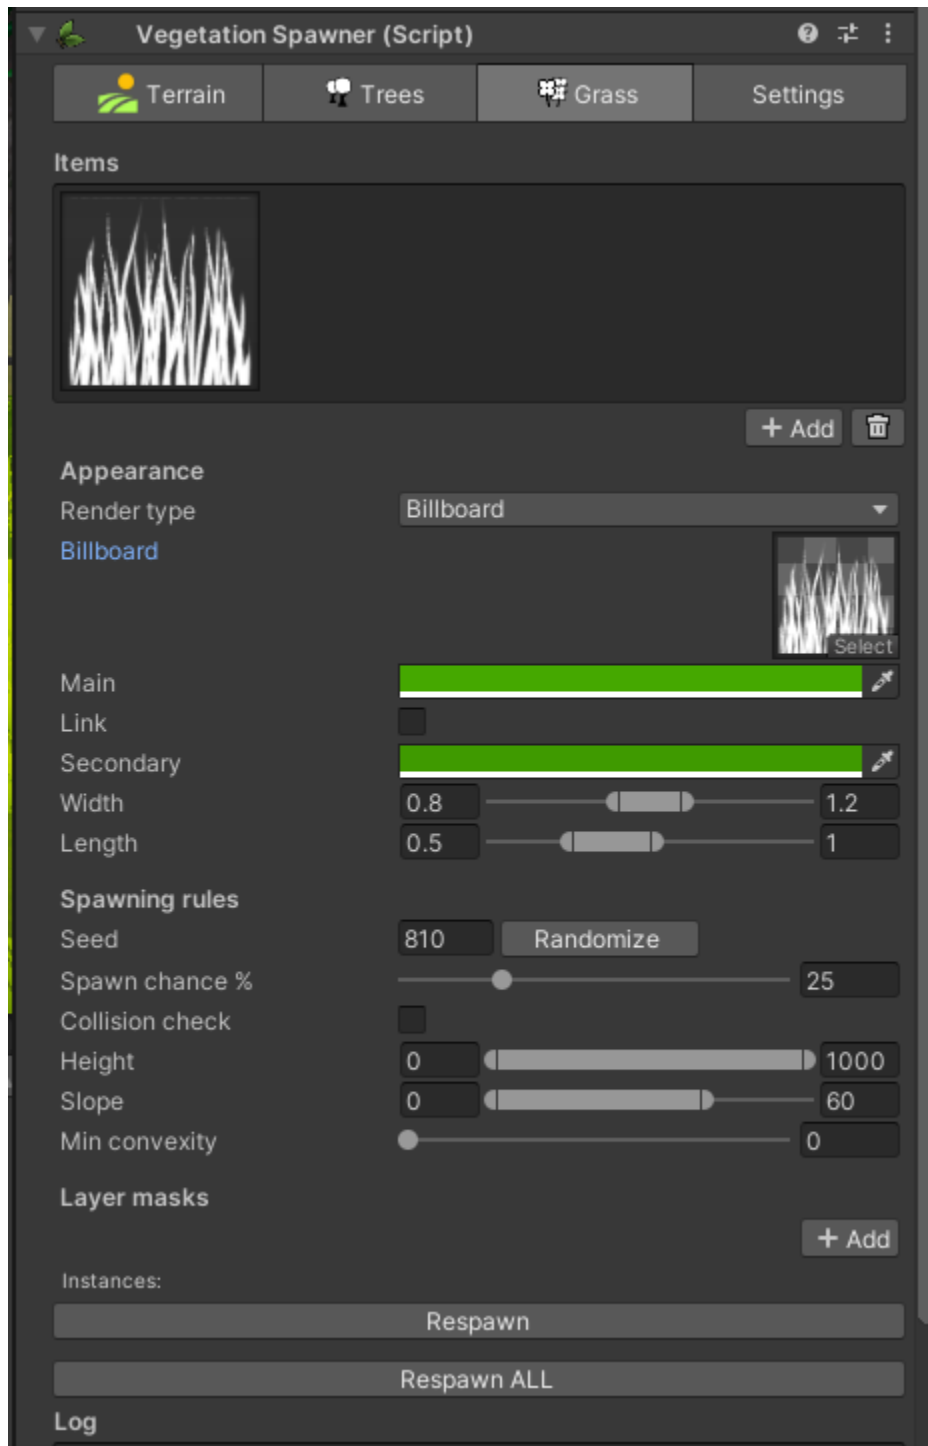 Vegetation Spawner (Script)
Terrain Trees Grass Settings
Items
+ Add
Appearance
Render type Billboard
Billboard
Select
Main
Link
Secondary
Width 0.8 1.2
Length 0.5 1
Spawning rules
Seed 810 Randomize
Spawn chance % 25
Collision check
Height 0 1000
Slope 0 60
Min convexity 0
Layer masks
+ Add
Instances:
Respawn
Respawn ALL
Log